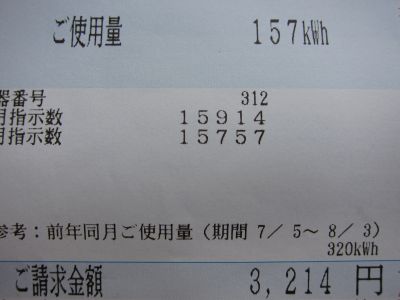 ご使用量 157kWh
器番号 312
月指示数 15914
月指示数 15757
参考：前年同月ご使用量（期間 7／ 5～ 8／ 3）
320kWh
ご請求金額 3,214 円